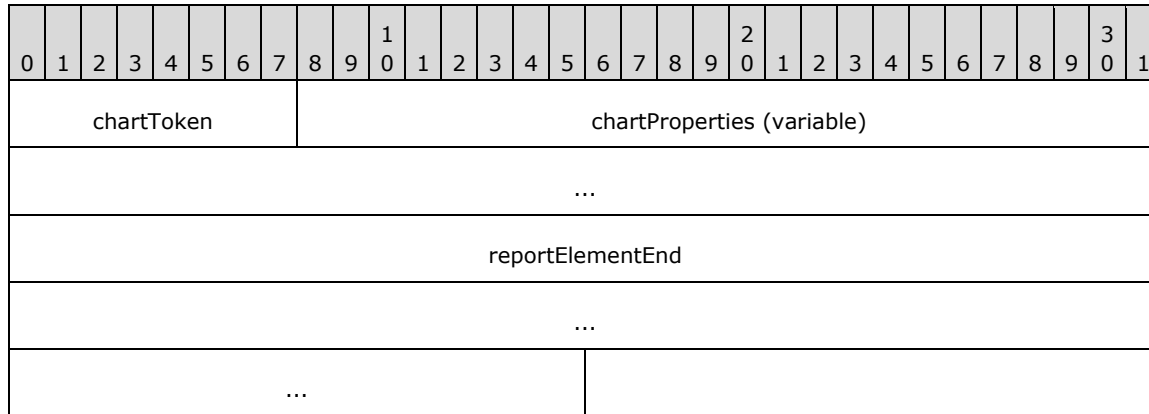 1 2 3
0 1 2 3 4 5 6 7 8 9 0 1 2 3 4 5 6 7 8 9 0 1 2 3 4 5 6 7 8 9 0 1
chartToken chartProperties (variable)
...
reportElementEnd
...
...